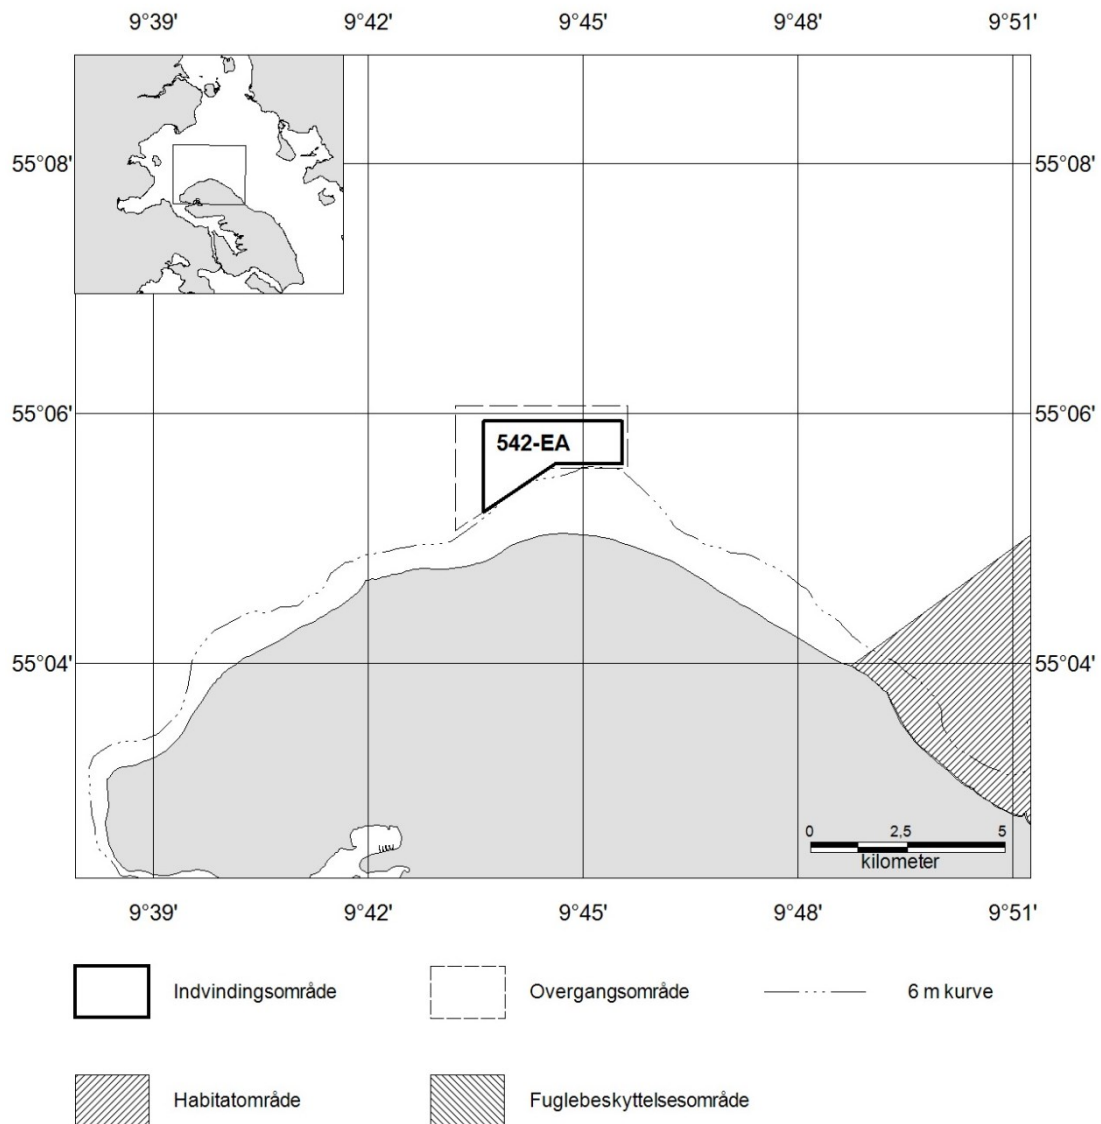 9°39' 9°42' 9°45' 9°48' 9°51'
55°08' 55°08'
55°06' 55°06'
542-EA
55°04' 55°04'
0 2,5 5
kilometer
9°39' 9°42' 9°45' 9°48' 9°51'
Indvindingsområde Overgangsområde 6 m kurve
Habitatområde Fuglebeskyttelsesområde